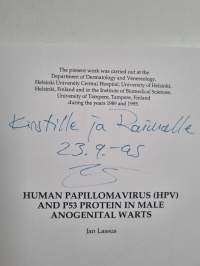 The present work was carried out at the
Department of Dermatology and Venereology,
Helsinki University Central Hospital, University of Helsinki,
Helsinki, Finland and in the Institute of Biomedical Sciences,
University of Tampere, Tampere, Finland
during the years 1989 and 1995.
Kirstille ja Raimolle
23.9.-95
HUMAN PAPILLOMAVIRUS (HPV)
AND P53 PROTEIN IN MALE
ANOGENITAL WARTS
Jan Lassus